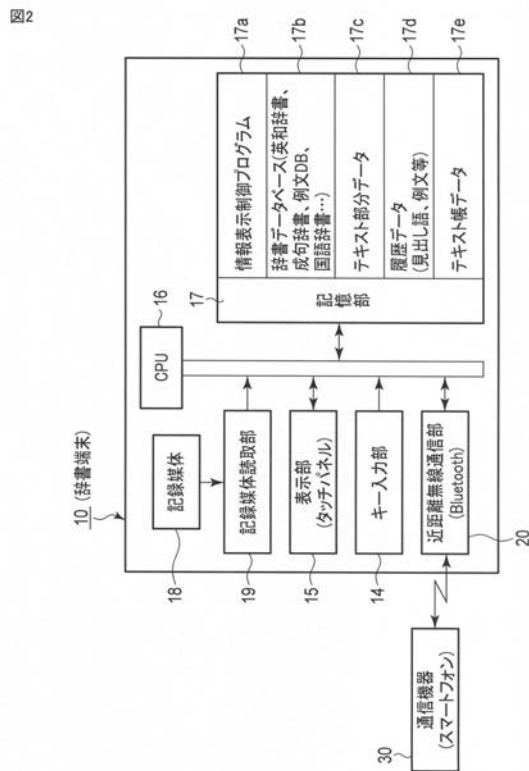 図2
10 (辞書端末)
CPU
16
記録媒体
18
記録媒体読取部
19
表示部
(タッチパネル)
15
キー入力部
14
近距離無線通信部
(Bluetooth)
20
通信機器
(スマートフォン)
30
17
記憶部
情報表示制御プログラム
17a
辞書データベース(英和辞書、
成句辞書、例文DB、
国語辞書…)
17b
テキスト部分データ
17c
履歴データ
(見出し語、例文等)
17d
テキスト帳データ
17e